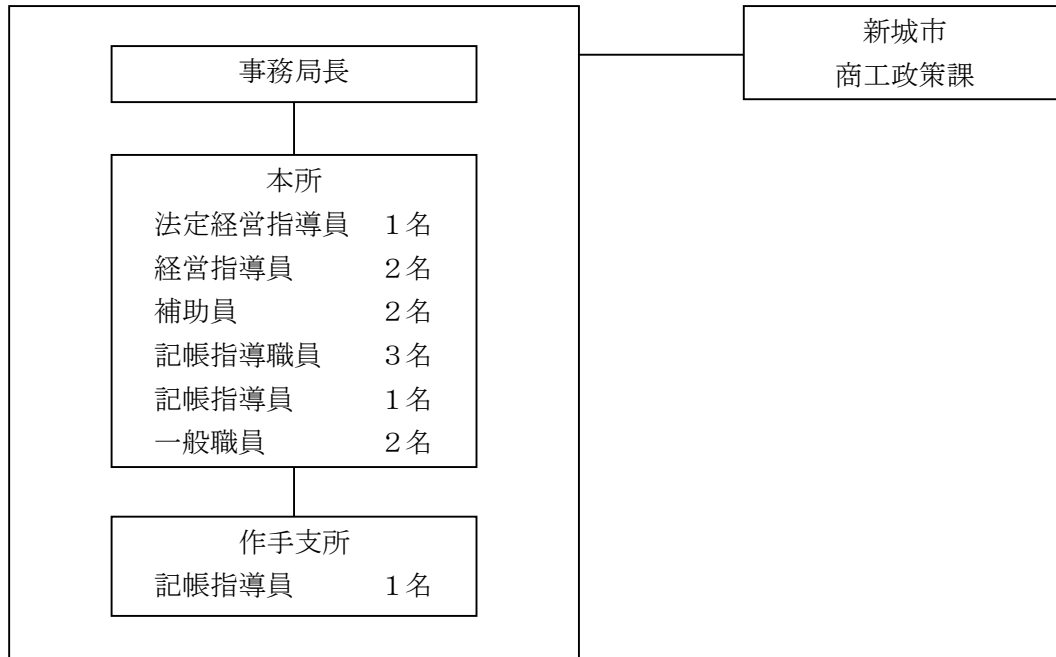 事務局長
本所
法定経営指導員 １名
経営指導員 ２名
補助員 ２名
記帳指導職員 ３名
記帳指導員 １名
一般職員 ２名
作手支所
記帳指導員 １名
新城市
商工政策課